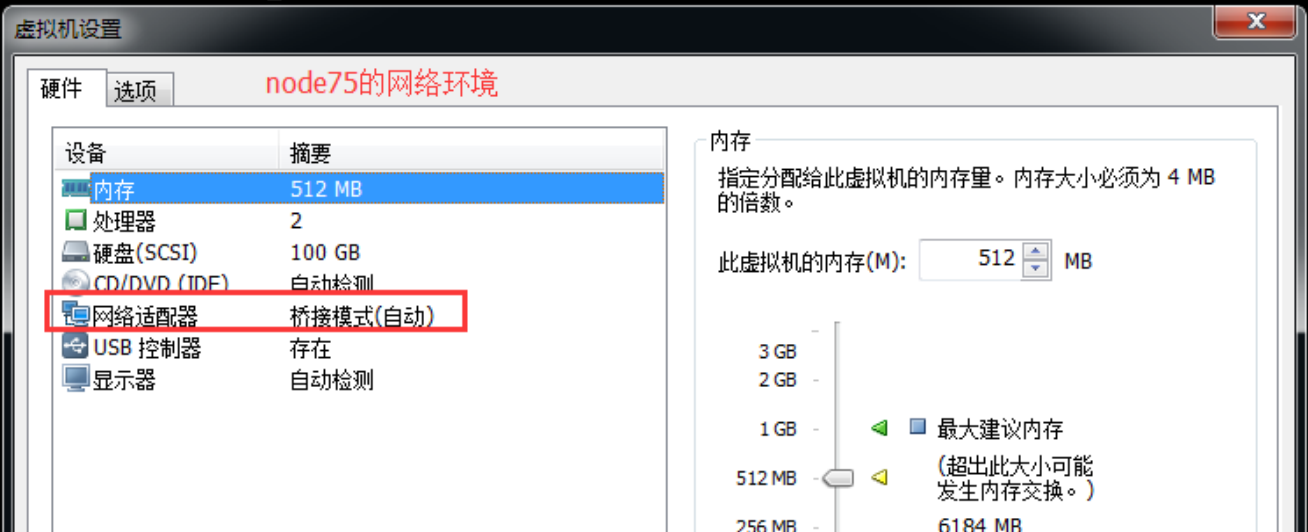 虚拟机设置
硬件
选项
node75的网络环境
设备 摘要
内存 512 MB
处理器 2
硬盘(SCSI) 100 GB
CD/DVD (IDE) 自动检测
网络适配器 桥接模式(自动)
USB 控制器 存在
显示器 自动检测
内存
指定分配给此虚拟机的内存量。内存大小必须为 4 MB
的倍数。
此虚拟机的内存(M): 512 MB
3 GB
2 GB
1 GB
最大建议内存
512 MB
(超出此大小可能
发生内存交换。)
256 MB
6184 MB